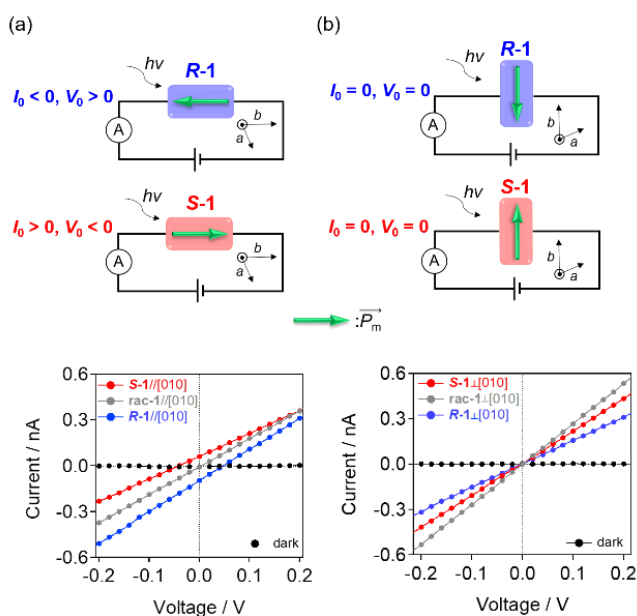 (a)
hv
R-1
I₀ < 0, V₀ > 0
A
b
a
hv
S-1
I₀ > 0, V₀ < 0
A
b
a
(b)
hv
R-1
I₀ = 0, V₀ = 0
A
b
a
hv
S-1
I₀ = 0, V₀ = 0
A
b
a
:P⃗m
S-1//[010]
rac-1//[010]
R-1//[010]
dark
0.6
0.3
0.0
-0.3
-0.6
Current / nA
-0.2
-0.1
0.0
0.1
0.2
Voltage / V
S-1⊥[010]
rac-1⊥[010]
R-1⊥[010]
dark
0.6
0.3
0.0
-0.3
-0.6
Current / nA
-0.2
-0.1
0.0
0.1
0.2
Voltage / V